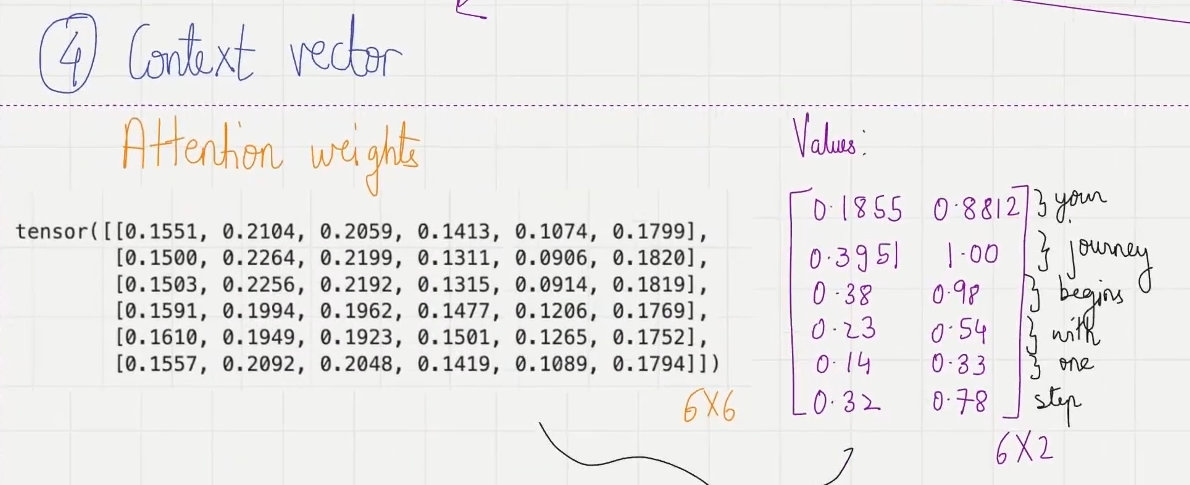 4 Context vector
Attention weights
tensor([[0.1551, 0.2104, 0.2059, 0.1413, 0.1074, 0.1799],
[0.1500, 0.2264, 0.2199, 0.1311, 0.0906, 0.1820],
[0.1503, 0.2256, 0.2192, 0.1315, 0.0914, 0.1819],
[0.1591, 0.1994, 0.1962, 0.1477, 0.1206, 0.1769],
[0.1610, 0.1949, 0.1923, 0.1501, 0.1265, 0.1752],
[0.1557, 0.2092, 0.2048, 0.1419, 0.1089, 0.1794]])
6X6
Values:
0.1855 0.8812 } your
0.3951 1.00 } journey
0.38 0.98 } begins
0.23 0.54 } with
0.14 0.33 } one
0.32 0.78 step
6X2